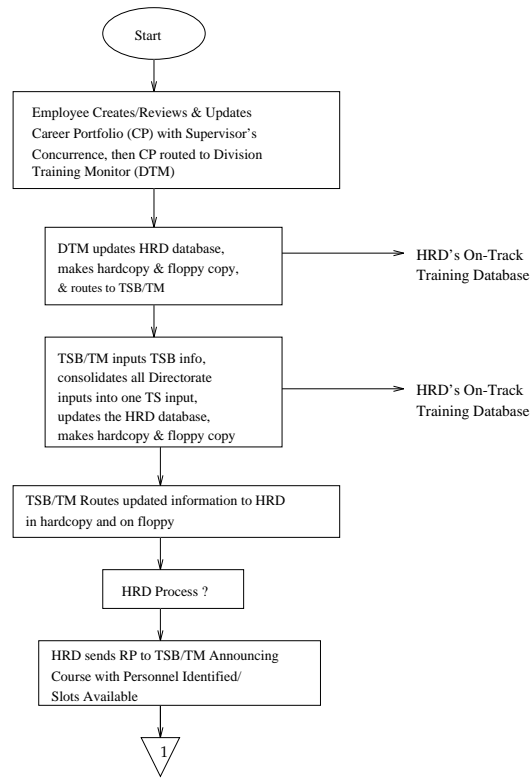 Start
Employee Creates/Reviews & Updates
Career Portfolio (CP) with Supervisor's
Concurrence, then CP routed to Division
Training Monitor (DTM)
DTM updates HRD database,
makes hardcopy & floppy copy,
& routes to TSB/TM
HRD's On-Track
Training Database
TSB/TM inputs TSB info,
consolidates all Directorate
inputs into one TS input,
updates the HRD database,
makes hardcopy & floppy copy
HRD's On-Track
Training Database
TSB/TM Routes updated information to HRD
in hardcopy and on floppy
HRD Process ?
HRD sends RP to TSB/TM Announcing
Course with Personnel Identified/
Slots Available
1